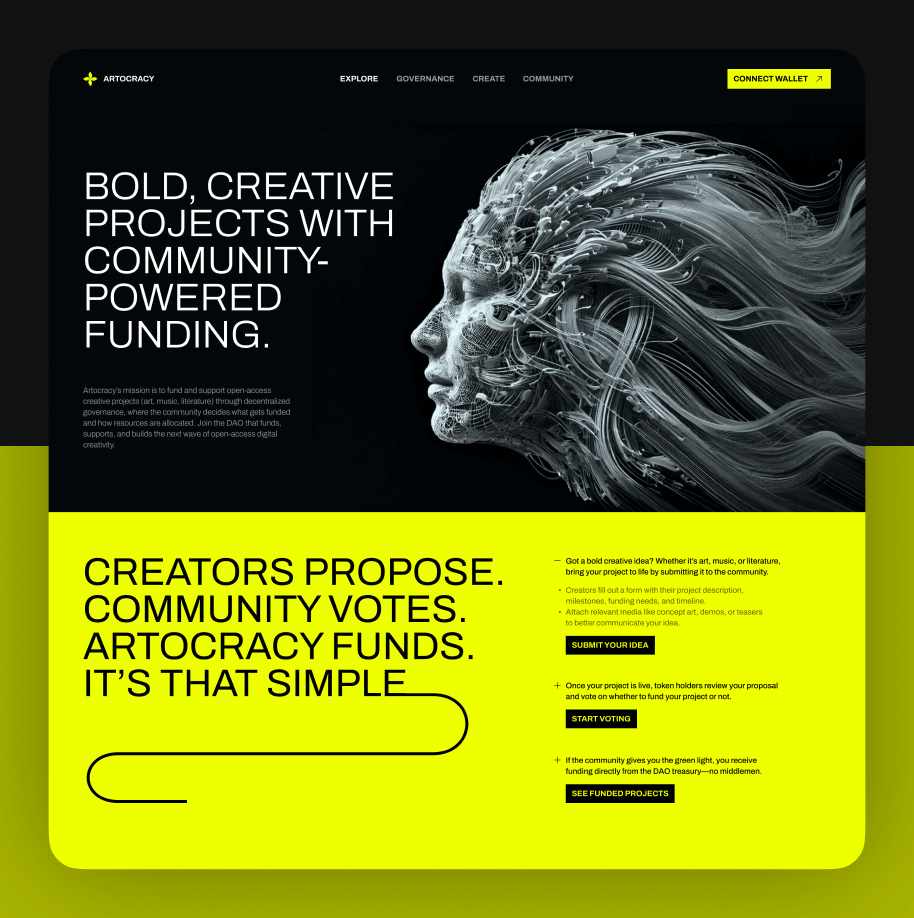 ARTOCRACY
EXPLORE GOVERNANCE CREATE COMMUNITY
CONNECT WALLET
BOLD, CREATIVE
PROJECTS WITH
COMMUNITY-
POWERED
FUNDING.
Artocracy's mission is to fund and support open-access
creative projects (art, music, literature) through decentralized
governance, where the community decides what gets funded
and how resources are allocated. Join the DAO that funds,
supports, and builds the next wave of open-access digital
creativity.
CREATORS PROPOSE.
COMMUNITY VOTES.
ARTOCRACY FUNDS.
IT’S THAT SIMPLE
Got a bold creative idea? Whether it's art, music, or literature,
bring your project to life by submitting it to the community.
• Creators fill out a form with their project description,
milestones, funding needs, and timeline.
• Attach relevant media like concept art, demos, or teasers
to better communicate your idea.
SUBMIT YOUR IDEA
Once your project is live, token holders review your proposal
and vote on whether to fund your project or not.
START VOTING
If the community gives you the green light, you receive
funding directly from the DAO treasury—no middlemen.
SEE FUNDED PROJECTS